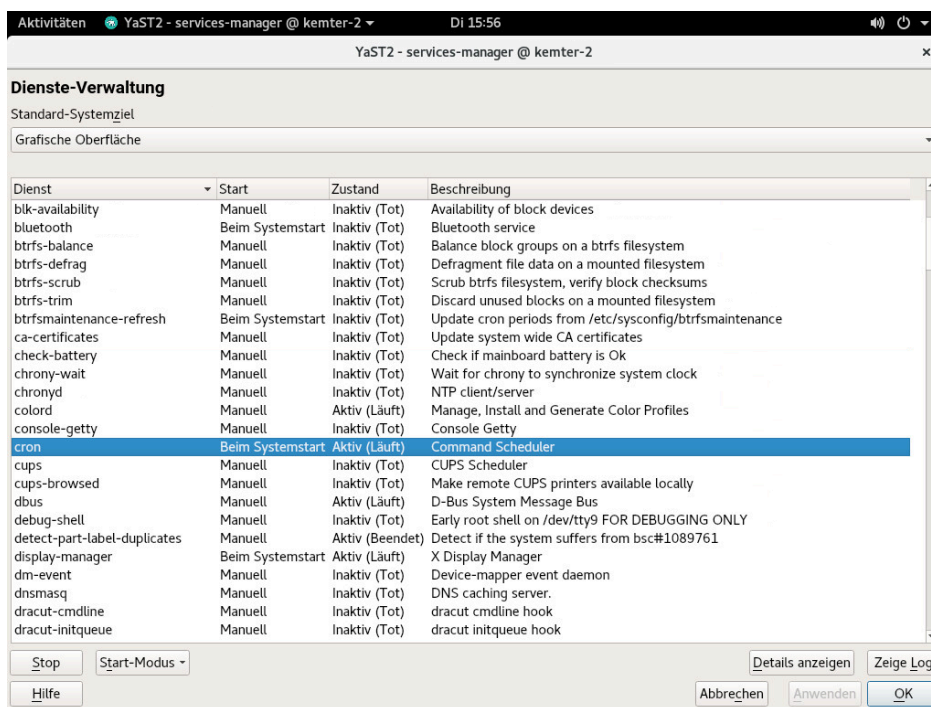 Aktivitäten YaST2 - services-manager @ kemter-2 Di 15:56
YaST2 - services-manager @ kemter-2 ×
Dienste-Verwaltung
Standard-Systemziel
Grafische Oberfläche
Dienst Start Zustand Beschreibung
blk-availability Manuell Inaktiv (Tot) Availability of block devices
bluetooth Beim Systemstart Inaktiv (Tot) Bluetooth service
btrfs-balance Manuell Inaktiv (Tot) Balance block groups on a btrfs filesystem
btrfs-defrag Manuell Inaktiv (Tot) Defragment file data on a mounted filesystem
btrfs-scrub Manuell Inaktiv (Tot) Scrub btrfs filesystem, verify block checksums
btrfs-trim Manuell Inaktiv (Tot) Discard unused blocks on a mounted filesystem
btrfsmaintenance-refresh Beim Systemstart Inaktiv (Tot) Update cron periods from /etc/sysconfig/btrfsmaintenance
ca-certificates Manuell Inaktiv (Tot) Update system wide CA certificates
check-battery Manuell Inaktiv (Tot) Check if mainboard battery is Ok
chrony-wait Manuell Inaktiv (Tot) Wait for chrony to synchronize system clock
chronyd Manuell Inaktiv (Tot) NTP client/server
colord Manuell Aktiv (Läuft) Manage, Install and Generate Color Profiles
console-getty Manuell Inaktiv (Tot) Console Getty
cron Beim Systemstart Aktiv (Läuft) Command Scheduler
cups Manuell Inaktiv (Tot) CUPS Scheduler
cups-browsed Manuell Inaktiv (Tot) Make remote CUPS printers available locally
dbus Manuell Aktiv (Läuft) D-Bus System Message Bus
debug-shell Manuell Inaktiv (Tot) Early root shell on /dev/tty9 FOR DEBUGGING ONLY
detect-part-label-duplicates Manuell Aktiv (Beendet) Detect if the system suffers from bsc#1089761
display-manager Beim Systemstart Aktiv (Läuft) X Display Manager
dm-event Manuell Inaktiv (Tot) Device-mapper event daemon
dnsmasq Manuell Inaktiv (Tot) DNS caching server.
dracut-cmdline Manuell Inaktiv (Tot) dracut cmdline hook
dracut-initqueue Manuell Inaktiv (Tot) dracut initqueue hook
Stop Start-Modus Details anzeigen Zeige Log
Hilfe Abbrechen Anwenden OK